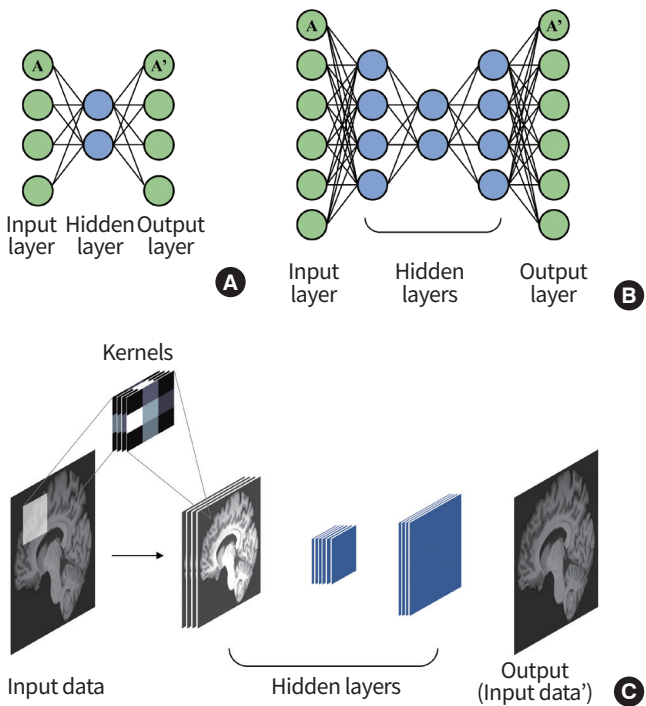 A A'
Input Hidden Output
layer layer layer
A
A A'
Input Hidden Output
layer layers layer
B
Kernels
Input data
Hidden layers
Output
(Input data')
C